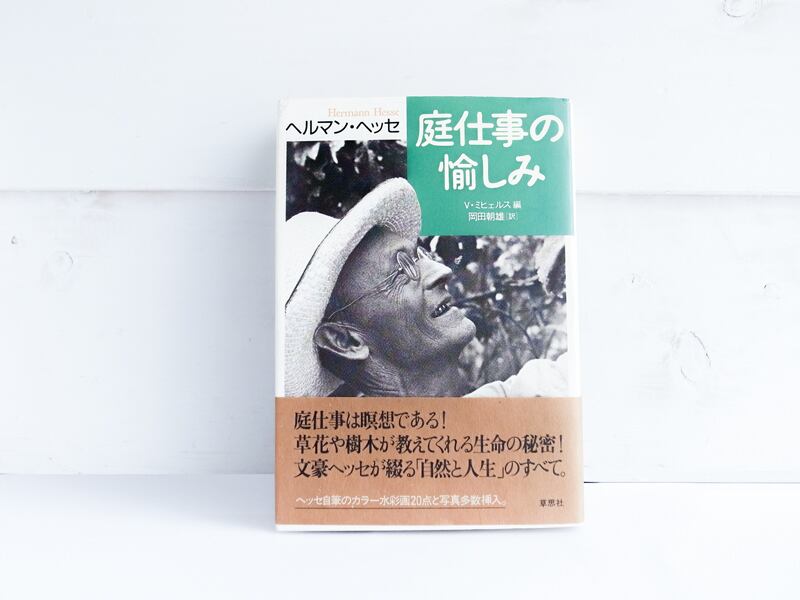 Hermann Hesse
ヘルマン・ヘッセ
庭仕事の
愉しみ
V・ミヒェルス 編
岡田朝雄[訳]
庭仕事は瞑想である!
草花や樹木が教えてくれる生命の秘密!
文豪ヘッセが綴る「自然と人生」のすべて。
ヘッセ自筆のカラー水彩画20点と写真多数挿入。
草思社